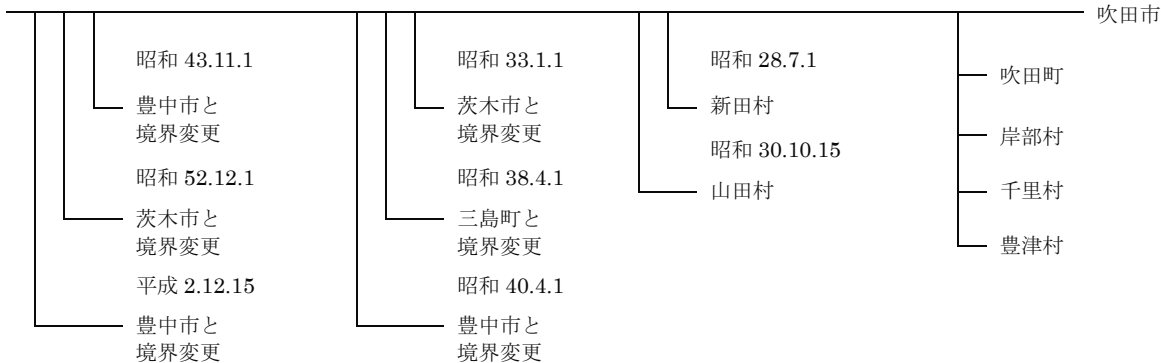 吹田市
吹田町
岸部村
千里村
豊津村
昭和 28.7.1
新田村
昭和 30.10.15
山田村
昭和 33.1.1
茨木市と
境界変更
昭和 38.4.1
三島町と
境界変更
昭和 40.4.1
豊中市と
境界変更
昭和 43.11.1
豊中市と
境界変更
昭和 52.12.1
茨木市と
境界変更
平成 2.12.15
豊中市と
境界変更